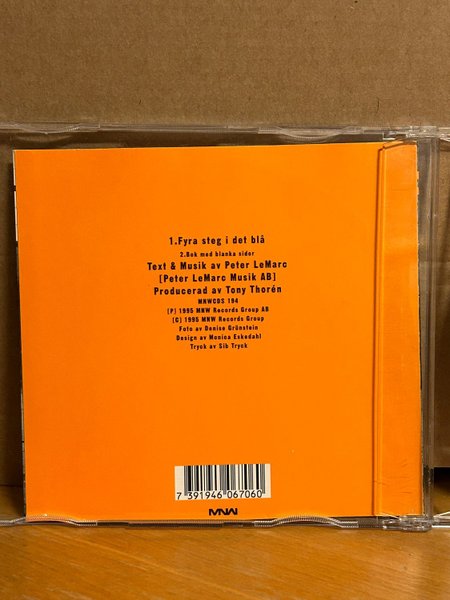 1.Fyra steg i det blå
2.Bok med blanka sidor
Text & Musik av Peter LeMarc
[Peter LeMarc Musik AB]
Producerad av Tony Thorén
MNWCDS 194
[P] 1995 MNW Records Group AB
[C] 1995 MNW Records Group
Foto av Denise Grünstein
Design av Monica Eskedahl
Tryck av Sib Tryck
7 391946 067060
MNW